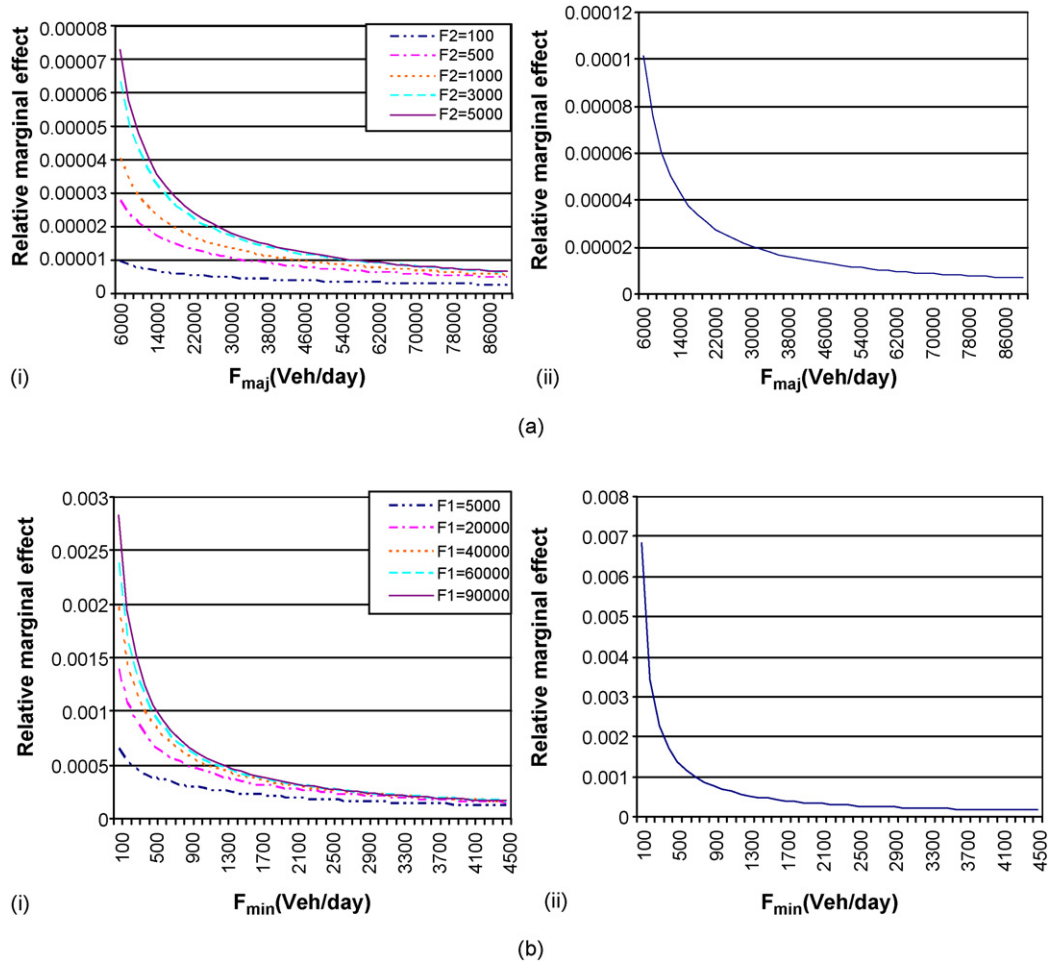 0.00008
0.00007
0.00006
0.00005
0.00004
0.00003
0.00002
0.00001
0
Relative marginal effect
F2=100
F2=500
F2=1000
F2=3000
F2=5000
6000 14000 22000 30000 38000 46000 54000 62000 70000 78000 86000
(i) Fmaj(Veh/day)
0.00012
0.0001
0.00008
0.00006
0.00004
0.00002
0
Relative marginal effect
6000 14000 22000 30000 38000 46000 54000 62000 70000 78000 86000
(ii) Fmaj(Veh/day)
(a)
0.003
0.0025
0.002
0.0015
0.001
0.0005
0
Relative marginal effect
F1=5000
F1=20000
F1=40000
F1=60000
F1=90000
100 500 900 1300 1700 2100 2500 2900 3300 3700 4100 4500
(i) Fmin(Veh/day)
0.008
0.007
0.006
0.005
0.004
0.003
0.002
0.001
0
Relative marginal effect
100 500 900 1300 1700 2100 2500 2900 3300 3700 4100 4500
(ii) Fmin(Veh/day)
(b)